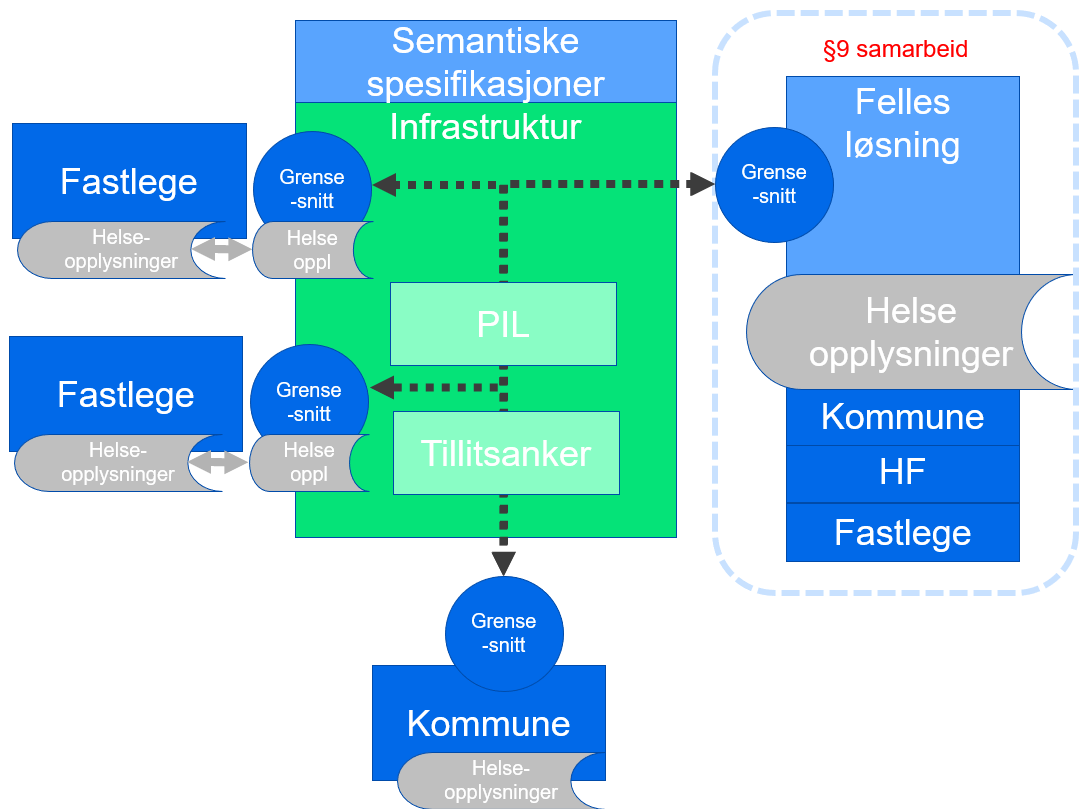 Semantiske
spesifikasjoner
Infrastruktur
§9 samarbeid
Felles
løsning
Grense
-snitt
Fastlege
Grense
-snitt
Helse-
opplysninger
Helse
oppl
PIL
Helse
opplysninger
Fastlege
Grense
-snitt
Helse-
opplysninger
Helse
oppl
Tillitsanker
Kommune
HF
Fastlege
Grense
-snitt
Kommune
Helse-
opplysninger